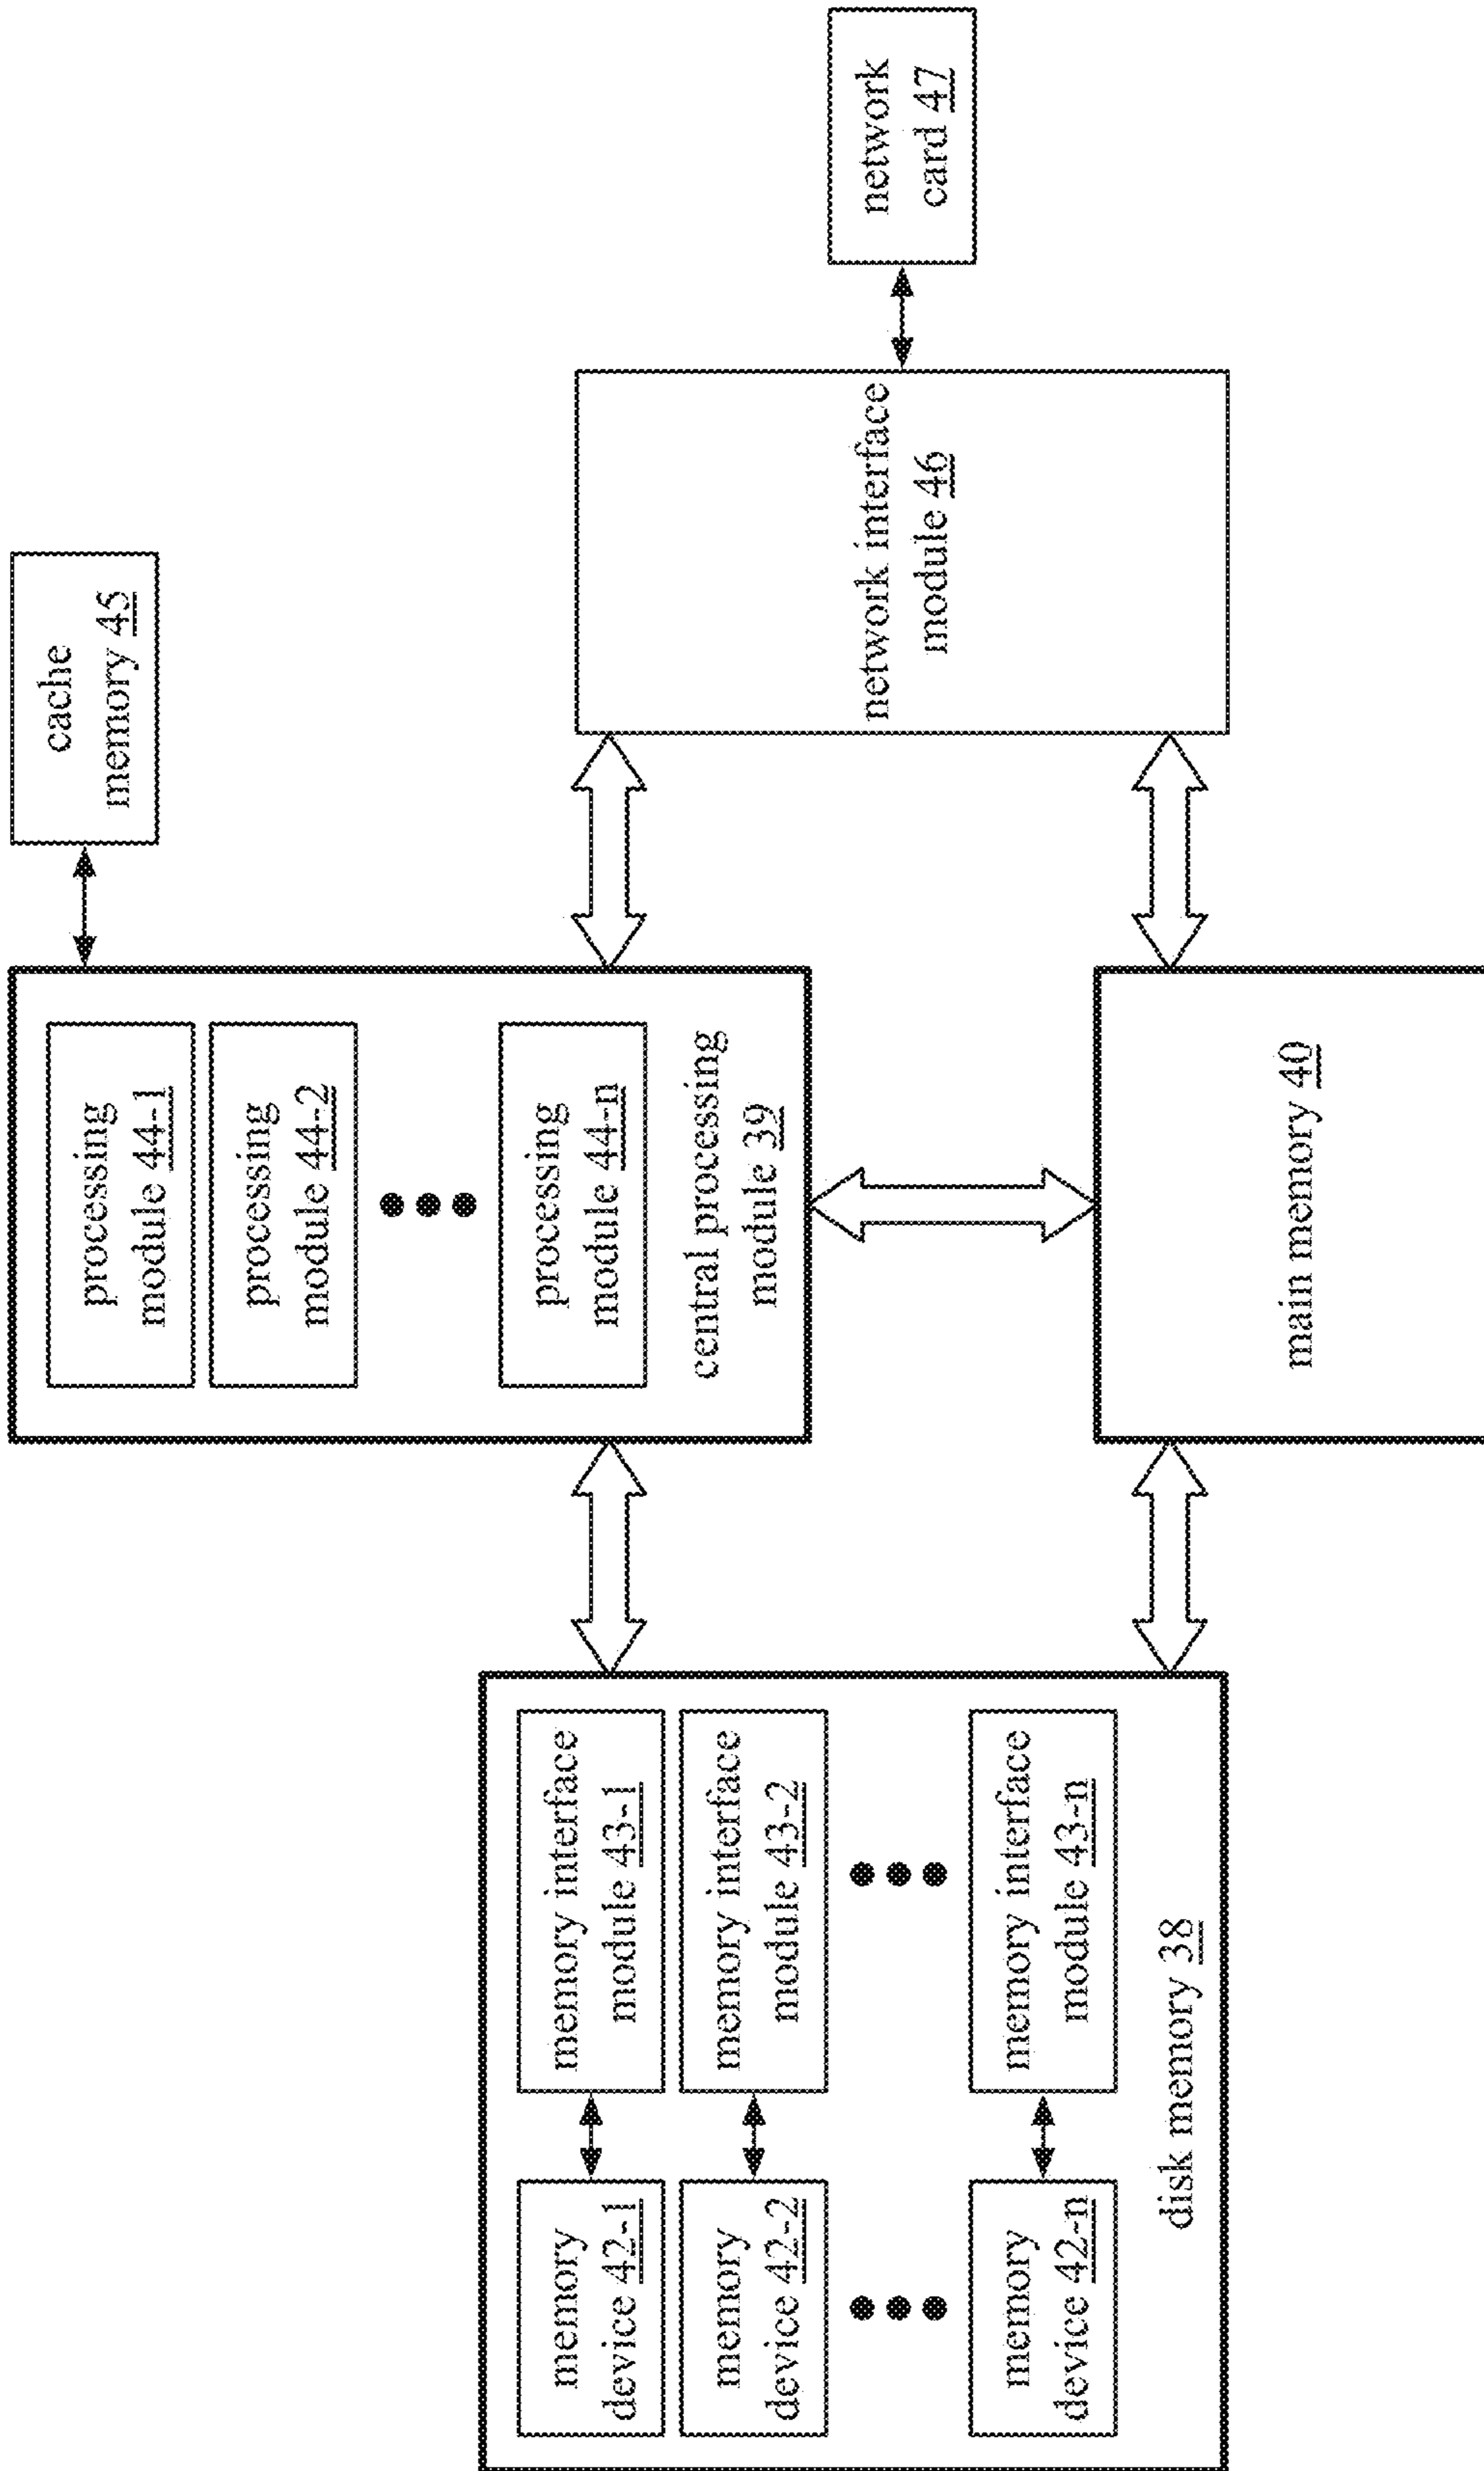 memory
device 42-1
memory interface
module 43-1
memory
device 42-2
memory interface
module 43-2
memory
device 42-n
memory interface
module 43-n
disk memory 38
processing
module 44-1
processing
module 44-2
processing
module 44-n
central processing
module 39
main memory 40
cache
memory 45
network interface
module 46
network
card 47